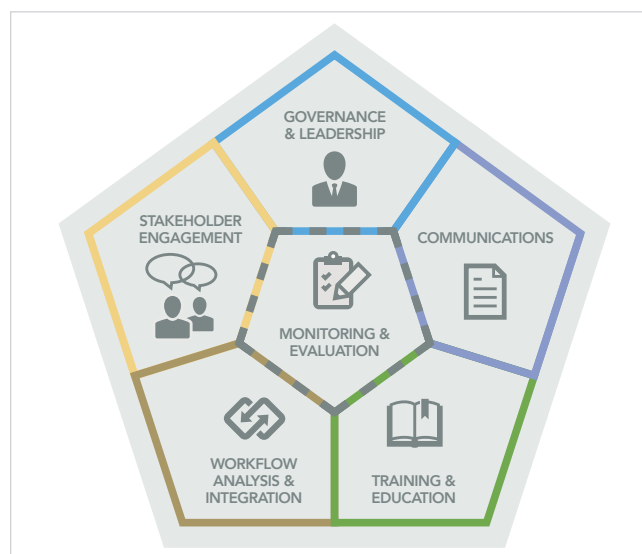 GOVERNANCE
& LEADERSHIP
STAKEHOLDER
ENGAGEMENT
COMMUNICATIONS
MONITORING &
EVALUATION
WORKFLOW
ANALYSIS &
INTEGRATION
TRAINING &
EDUCATION